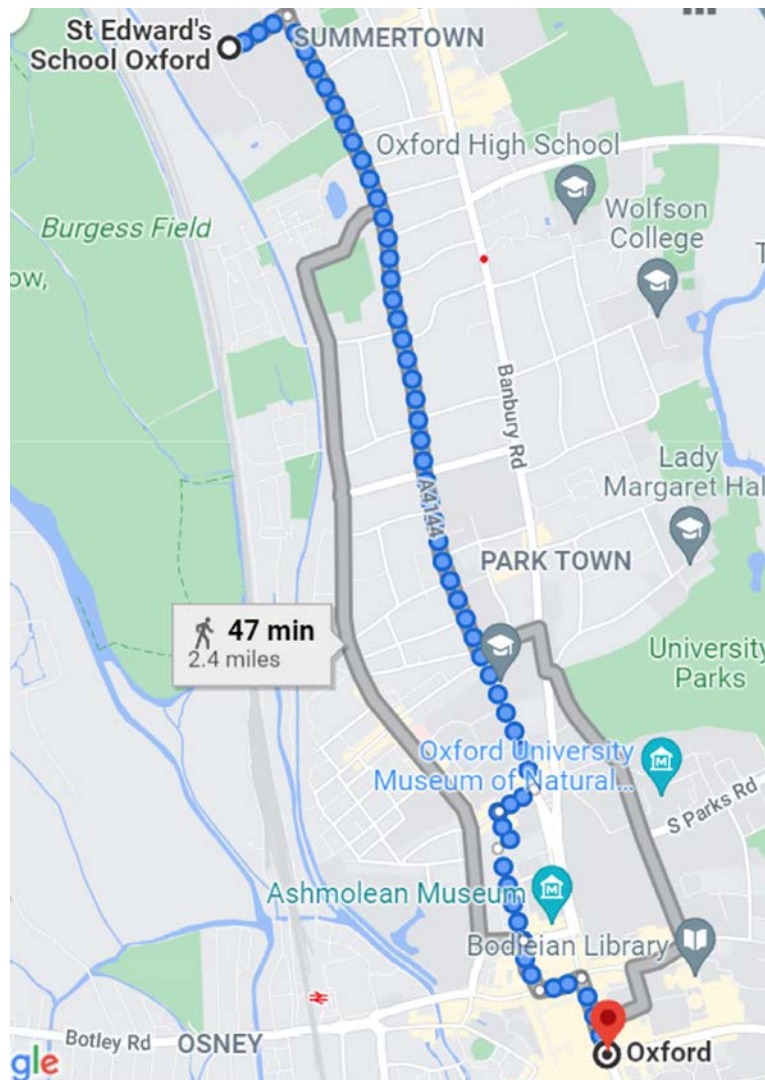 St Edward's
School Oxford
SUMMERTOWN
Oxford High School
Wolfson
College
T
Burgess Field
ow,
Banbury Rd
Lady
Margaret Hal
A4144
PARK TOWN
47 min
2.4 miles
University
Parks
Oxford University
Museum of Natural...
S Parks Rd
Ashmolean Museum
Bodleian Library
Botley Rd
OSNEY
Oxford
gle